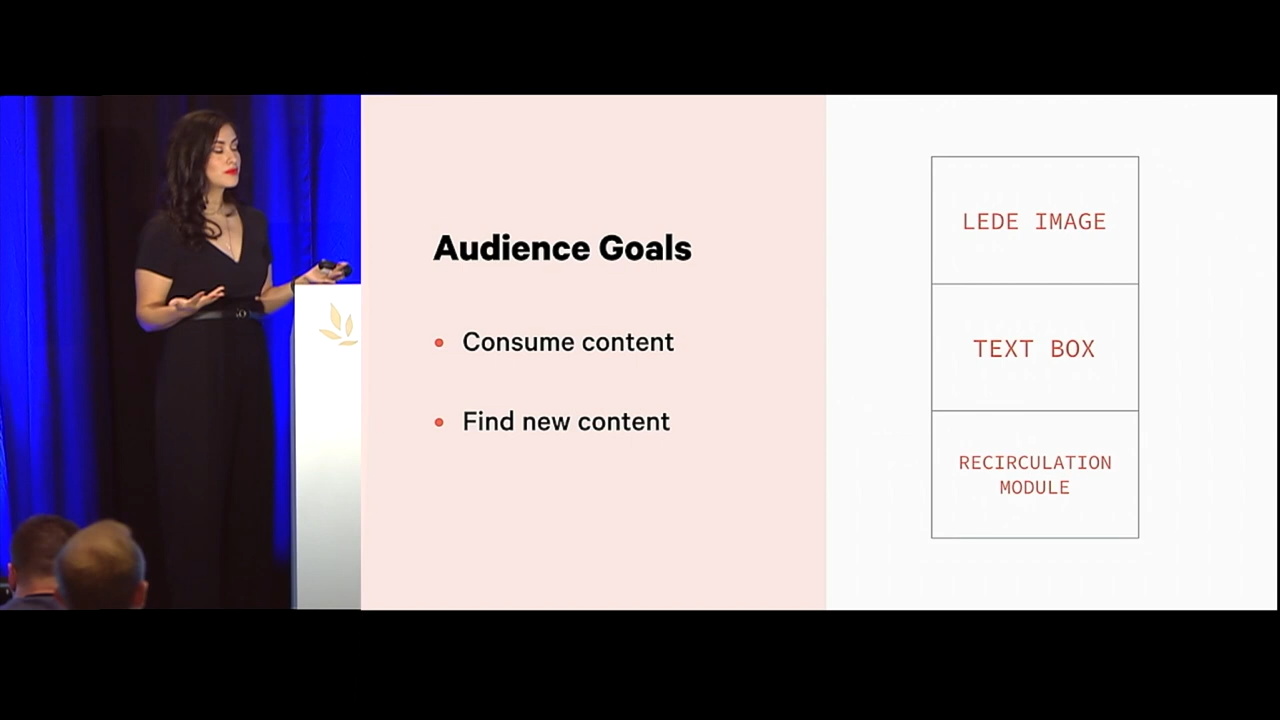 Audience Goals
Consume content
Find new content
LEDE IMAGE
TEXT BOX
RECIRCULATION
MODULE